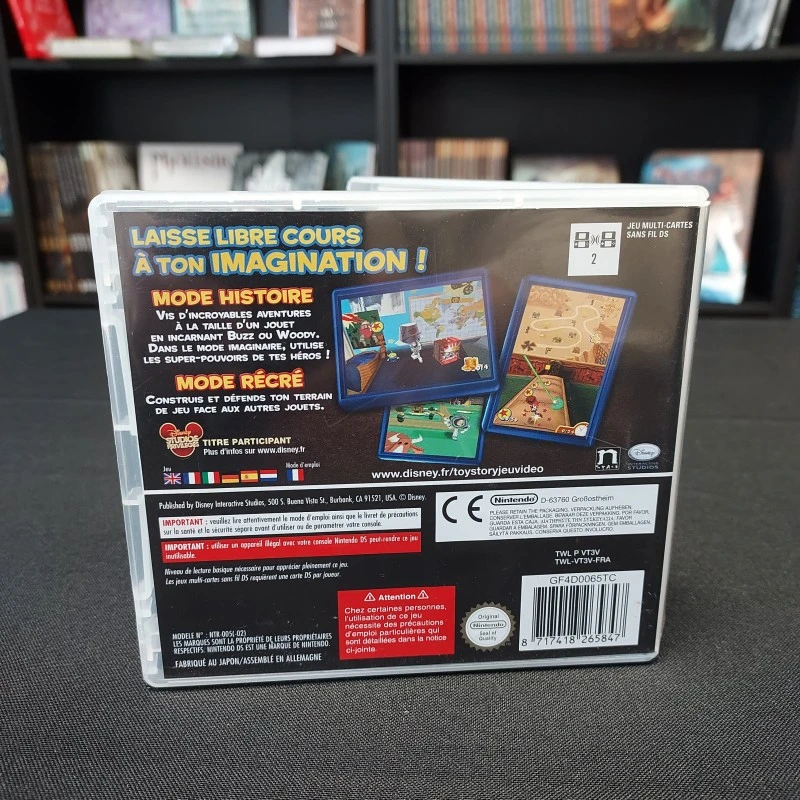 LAISSE LIBRE COURS
À TON IMAGINATION !
JEU MULTI-CARTES
SANS FIL DS
2
MODE HISTOIRE
VIS D'INCROYABLES AVENTURES
À LA TAILLE D'UN JOUET
EN INCARNANT BUZZ OU WOODY.
DANS LE MODE IMAGINAIRE, UTILISE
LES SUPER-POUVOIRS DE TES HÉROS !
MODE RÉCRÉ
CONSTRUIS ET DÉFENDS TON TERRAIN
DE JEU FACE AUX AUTRES JOUETS.
Disney
STUDIOS
PRIVILEGES
TITRE PARTICIPANT
Plus d'infos sur www.disney.fr
Jeu
Mode d'emploi
www.disney.fr/toystoryjeuvideo
n
SPACE
Disney
INTERACTIVE
STUDIOS
Published by Disney Interactive Studios, 500 S. Buena Vista St., Burbank, CA 91521, USA. © Disney.
IMPORTANT : veuillez lire attentivement le mode d'emploi ainsi que le livret de précautions
sur la santé et la sécurité séparé avant d'utiliser ou de parameter votre console.
IMPORTANT : utiliser un appareil illégal avec votre console Nintendo DS peut-rendre ce jeu
inutilisable.
Niveau de lecture basique nécessaire pour apprécier pleinement ce jeu.
Les jeux multi-cartes sans fil DS requièrent une carte DS par joueur.
CE
Nintendo D-63760 Großostheim
PLEASE RETAIN THE PACKAGING. VERPACKUNG AUFHEBEN.
CONSERVER L'EMBALLAGE. BEWAAR DEZE VERPAKKING. POR FAVOR,
GUARDA ESTA CAJA.
GUARDAR A EMBALAGEM. SPARA FÖRPACKNINGEN. GEM EMBALLAGEN.
SÄILYTÄ PAKKAUS. CONSERVA QUESTO INVOLUCRO.
TWL P VT3V
TWL-VT3V-FRA
GF4D0065TC
8 717418 265847
Attention
Chez certaines personnes,
l'utilisation de ce jeu
nécessite des précautions
d'emploi particulières qui
sont détaillées dans la notice
ci-jointe.
Original
Nintendo
Seal of
Quality
MODELE N° : NTR-005(-02)
LES MARQUES SONT LA PROPRIÉTÉ DE LEURS PROPRIÉTAIRES
RESPECTIFS. NINTENDO DS EST UNE MARQUE DE NINTENDO.
FABRIQUÉ AU JAPON/ASSEMBLÉ EN ALLEMAGNE